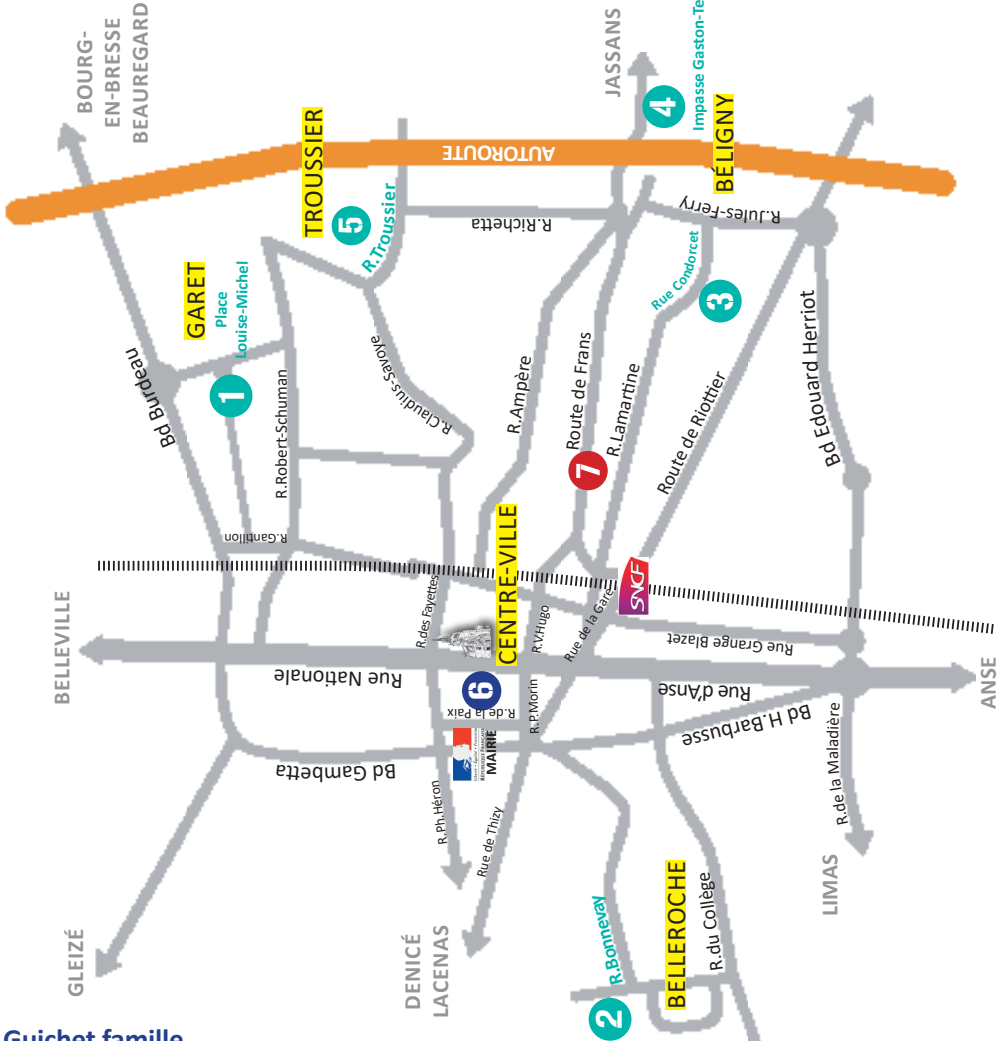 BOURG-
EN-BRESSE
BEAUREGARD
JASSANS
4
Impasse Gaston-Te
BÉLIGNY
TROUSSIER
AUTOROUTE
5
R.Troussier
R.Richetta
R.Jules-Ferry
GARET
Place
Louise-Michel
1
Bd Burdeau
R.Robert-Schuman
R.Claudius-Savoye
R.Ampère
Route de Frans
7
R.Lamartine
Rue Condorcet
3
Route de Riottier
Bd Edouard Herriot
R.Gantillon
BELLEVILLE
R.des Fayettes
CENTRE-VILLE
R.V.Hugo
Rue de la Gare
SNCF
Rue Grange Blazet
Rue Nationale
6
R.de la Paix
R.P.Morin
Rue d'Anse
Bd H.Barbusse
ANSE
Bd Gambetta
RÉPUBLIQUE FRANÇAISE
MAIRIE
R.Ph.Héron
Rue de Thizy
R.de la Maladière
LIMAS
GLEIZÉ
DENICÉ
LACENAS
R.Bonnevay
2
BELLEROCHE
R.du Collège
Guichet famille